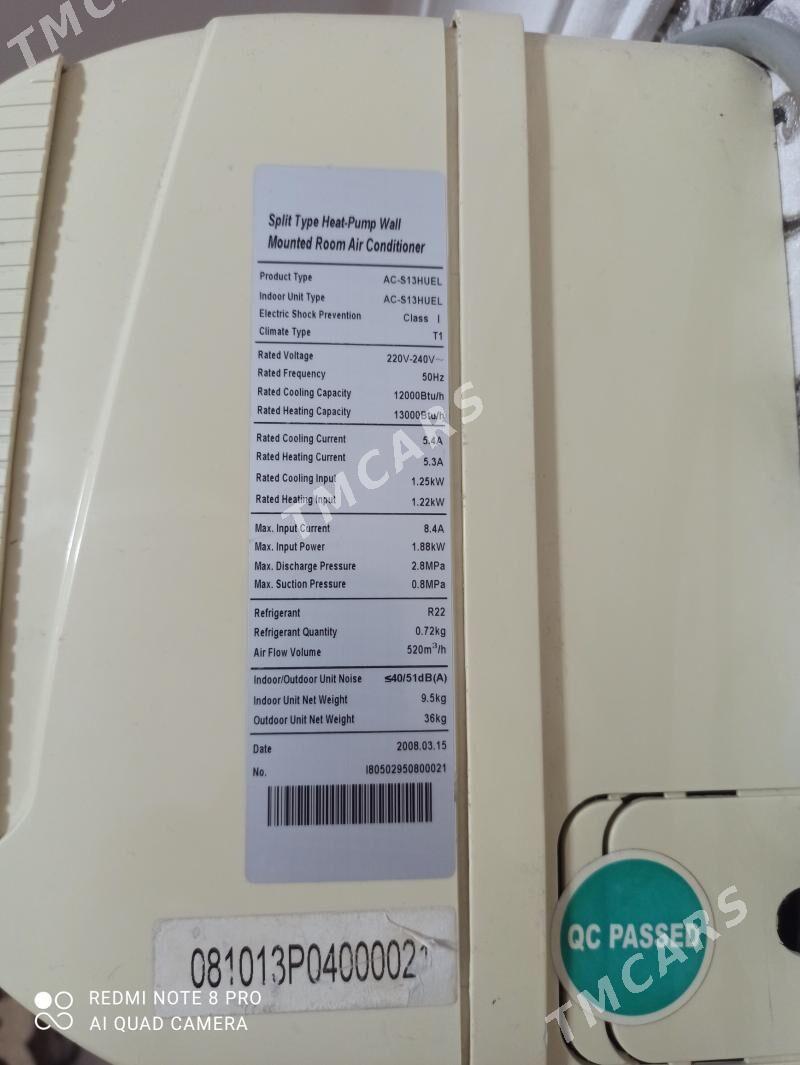 TMCARS
Split Type Heat-Pump Wall
Mounted Room Air Conditioner
Product Type AC-S13HUEL
Indoor Unit Type AC-S13HUEL
Electric Shock Prevention Class I
Climate Type T1
Rated Voltage 220V-240V~
Rated Frequency 50Hz
Rated Cooling Capacity 12000Btu/h
Rated Heating Capacity 13000Btu/h
Rated Cooling Current 5.4A
Rated Heating Current 5.3A
Rated Cooling Input 1.25kW
Rated Heating Input 1.22kW
TMCARS
Max. Input Current 8.4A
Max. Input Power 1.88kW
Max. Discharge Pressure 2.8MPa
Max. Suction Pressure 0.8MPa
Refrigerant R22
Refrigerant Quantity 0.72kg
Air Flow Volume 520m³/h
Indoor/Outdoor Unit Noise ≤40/51dB(A)
Indoor Unit Net Weight 9.5kg
Outdoor Unit Net Weight 36kg
Date 2008.03.15
No. I80502950800021
QC PASSED
TMCARS
081013P04000021
REDMI NOTE 8 PRO
AI QUAD CAMERA